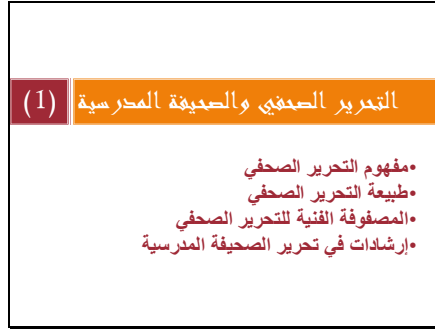 التحرير الصحفي والصحيفة المدرسية (1)
•مفهوم التحرير الصحفي
•طبيعة التحرير الصحفي
•المصفوفة الفنية للتحرير الصحفي
•إرشادات في تحرير الصحيفة المدرسية